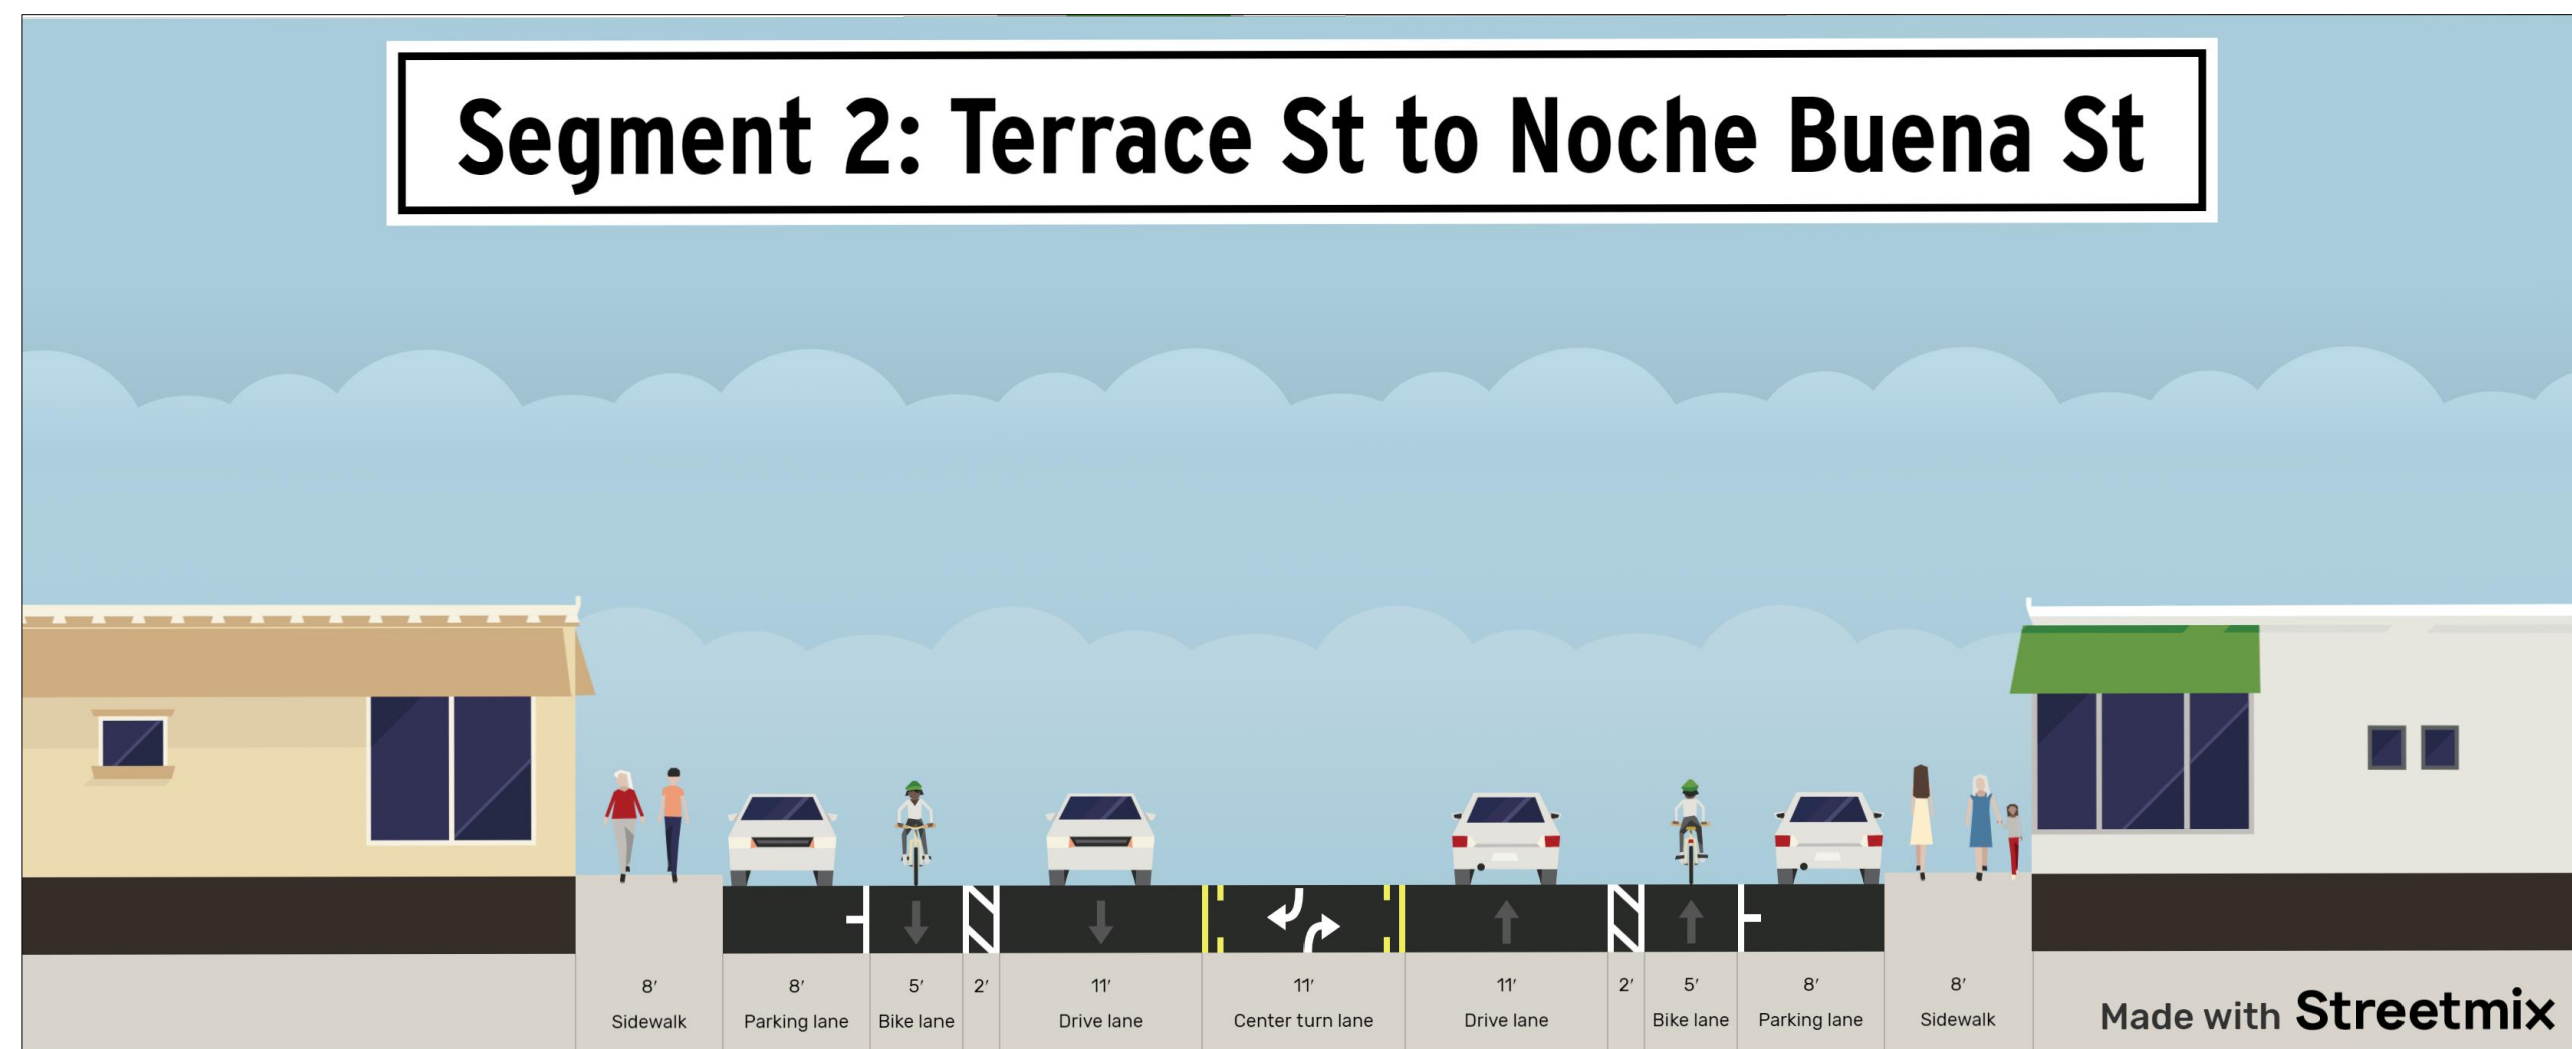 Segment 2: Terrace St to Noche Buena St
8′ 8′ 5′ 2′ 11′ 11′ 11′ 2′ 5′ 8′ 8′
Sidewalk Parking lane Bike lane Drive lane Center turn lane Drive lane Bike lane Parking lane Sidewalk
Made with Streetmix